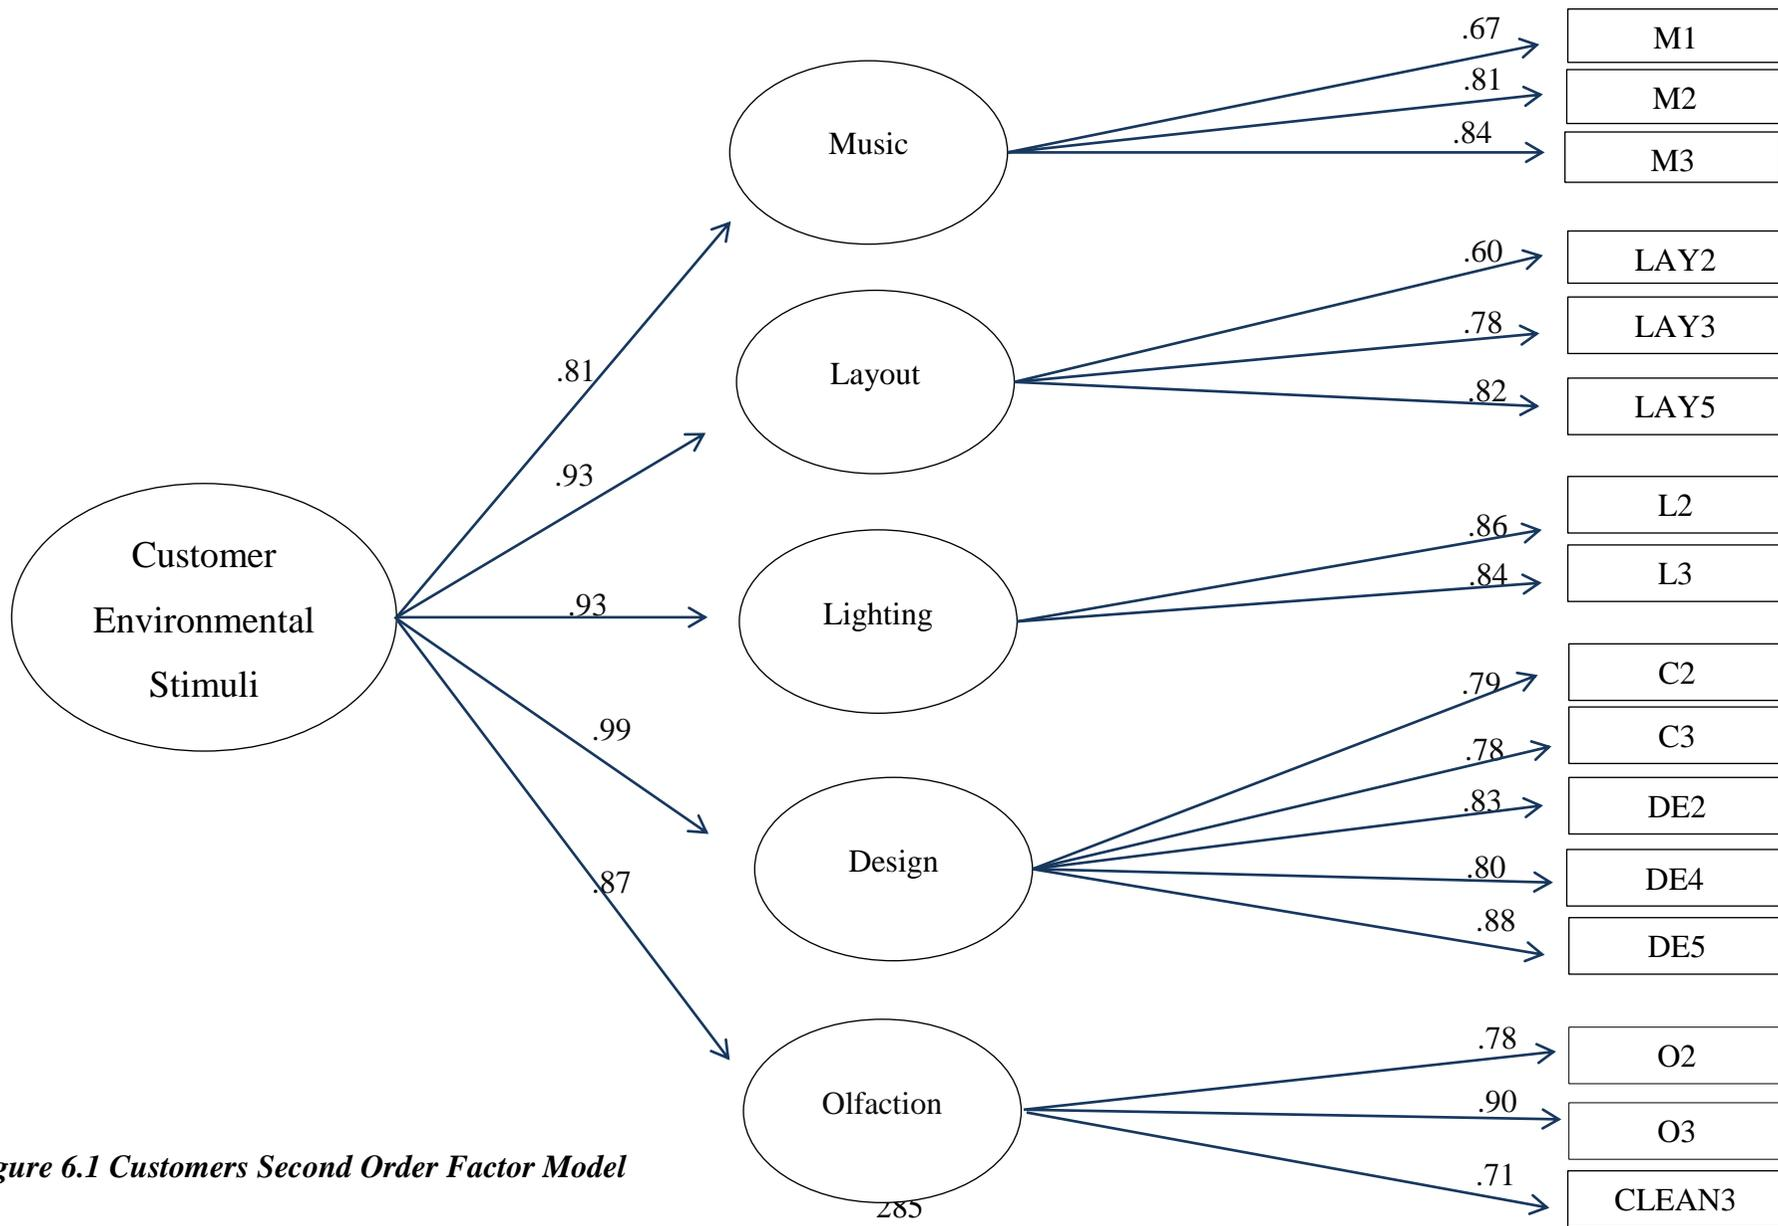 .67
M1
.81
M2
Music
.84
M3
.60
LAY2
.78
LAY3
Layout
.81
.82
LAY5
.93
.86
L2
.84
L3
Customer
Environmental
Stimuli
.93
Lighting
.79
C2
.99
.78
C3
.83
DE2
Design
.80
DE4
.87
.88
DE5
.78
O2
Olfaction
.90
O3
gure 6.1 Customers Second Order Factor Model
.71
CLEAN3
285